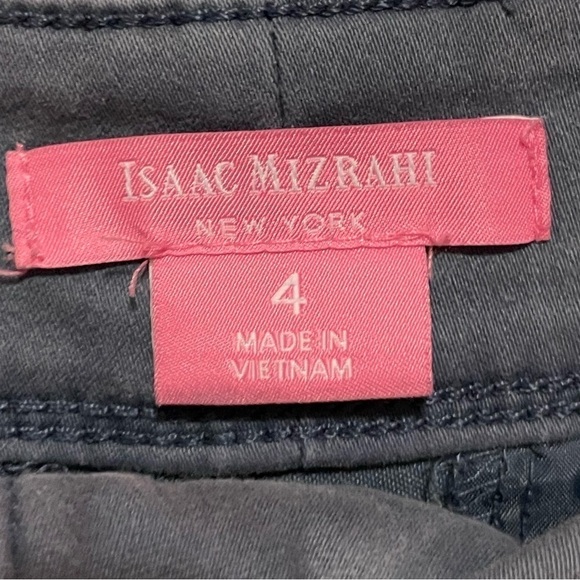 ISAAC MIZRAHI
NEW YORK
4
MADE IN
VIETNAM